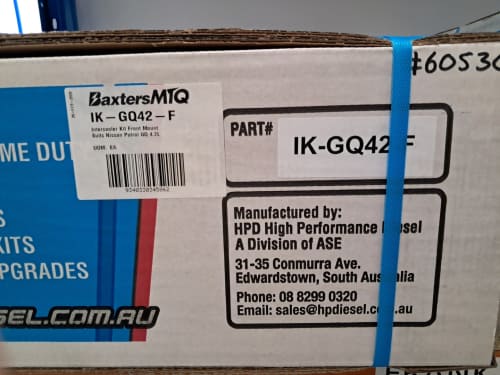 #6053
BaxtersMTQ
IK-GQ42-F
Intercooler Kit Front Mount
Suits Nissan Patrol GQ 4.2L
UOM: EA
PART#
IK-GQ42-F
ME DUT
S
KITS
PGRADES
SEL.COM.AU
Manufactured by:
HPD High Performance Diesel
A Division of ASE
31-35 Conmurra Ave.
Edwardstown, South Australia
Phone: 08 8299 0320
Email: sales@hpdiesel.com.au